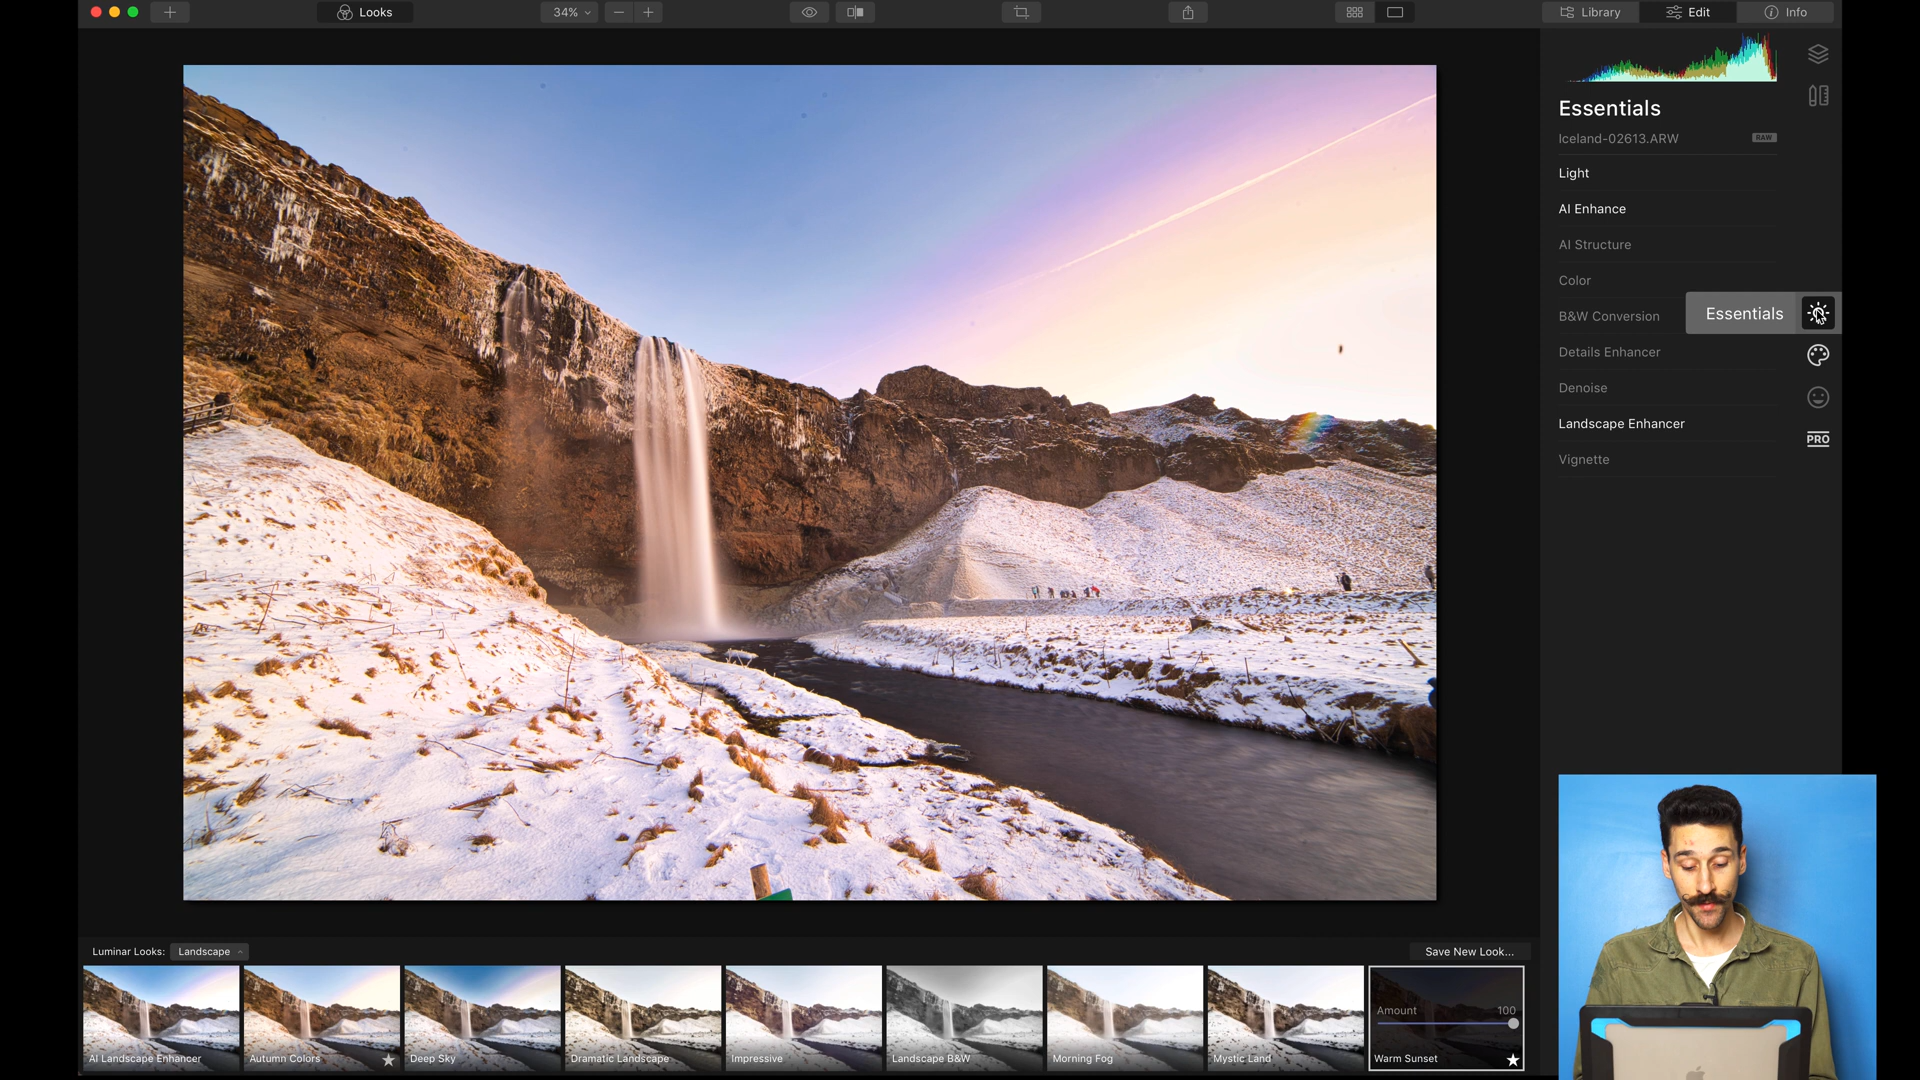 Looks
34%
Library
Edit
Info
Essentials
Iceland-02613.ARW
RAW
Light
AI Enhance
AI Structure
Color
Essentials
B&W Conversion
Details Enhancer
Denoise
Landscape Enhancer
PRO
Vignette
Luminar Looks:
Landscape
Save New Look...
AI Landscape Enhancer
Autumn Colors
Deep Sky
Dramatic Landscape
Impressive
Landscape B&W
Morning Fog
Mystic Land
Amount 100
Warm Sunset